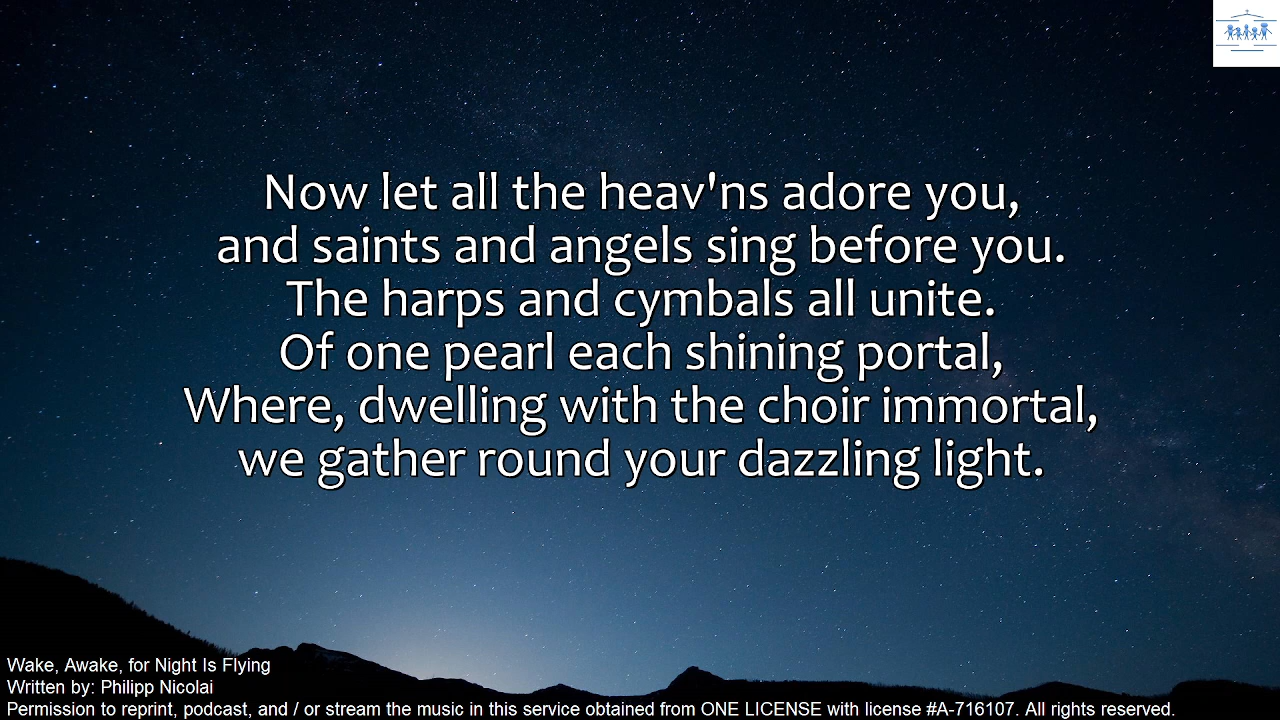 Now let all the heav'ns adore you,
and saints and angels sing before you.
The harps and cymbals all unite.
Of one pearl each shining portal,
Where, dwelling with the choir immortal,
we gather round your dazzling light.
Wake, Awake, for Night Is Flying
Written by: Philipp Nicolai
Permission to reprint, podcast, and / or stream the music in this service obtained from ONE LICENSE with license #A-716107. All rights reserved.